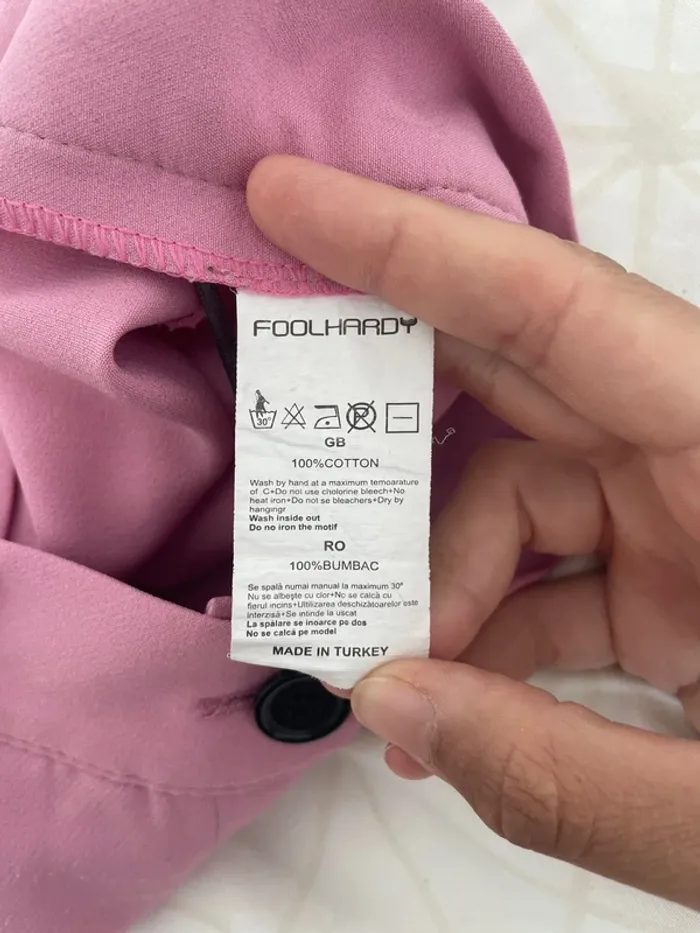 FOOLHARDY
30°
GB
100%COTTON
Wash by hand at a maximum temoarature
of C+Do not use cholorine bleech+No
heat iron+Do not se bleachers+Dry by
hangingr
Wash inside out
Do no iron the motif
RO
100%BUMBAC
Se spală numai manual la maximum 30°
Nu se albește cu clor+Nc se calcă cu
fierul incins+Utilizarea deschizătoarelor este
interzisă+Se intinde la uscat
La spălare se inoarce pe dos
No se calcă pe model
MADE IN TURKEY